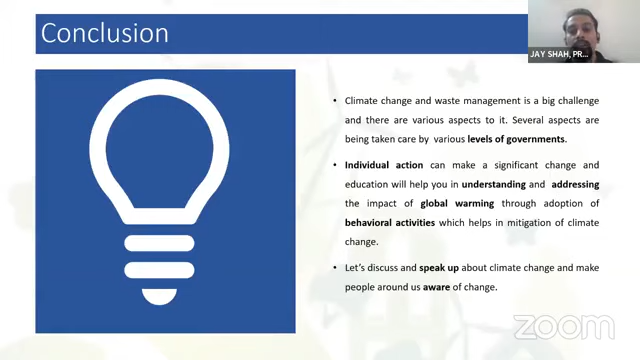 Conclusion
JAY SHAH, PR...
• Climate change and waste management is a big challenge
and there are various aspects to it. Several aspects are
being taken care by various levels of governments.
• Individual action can make a significant change and
education will help you in understanding and addressing
the impact of global warming through adoption of
behavioral activities which helps in mitigation of climate
change.
• Let's discuss and speak up about climate change and make
people around us aware of change.
zoom